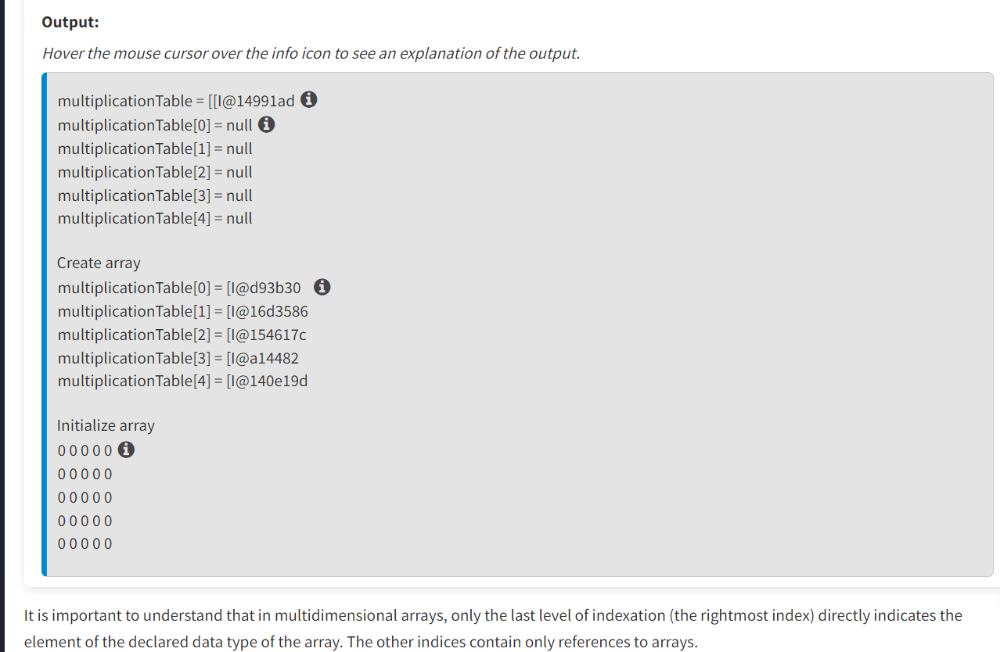 Output:
Hover the mouse cursor over the info icon to see an explanation of the output.
multiplicationTable = [[I@14991ad
multiplicationTable[0] = null
multiplicationTable[1] = null
multiplicationTable[2] = null
multiplicationTable[3] = null
multiplicationTable[4] = null
Create array
multiplicationTable[0] = [I@d93b30
multiplicationTable[1] = [I@16d3586
multiplicationTable[2] = [I@154617c
multiplicationTable[3] = [I@a14482
multiplicationTable[4] = [I@140e19d
Initialize array
0 0 0 0 0
0 0 0 0 0
0 0 0 0 0
0 0 0 0 0
0 0 0 0 0
It is important to understand that in multidimensional arrays, only the last level of indexation (the rightmost index) directly indicates the
element of the declared data type of the array. The other indices contain only references to arrays.